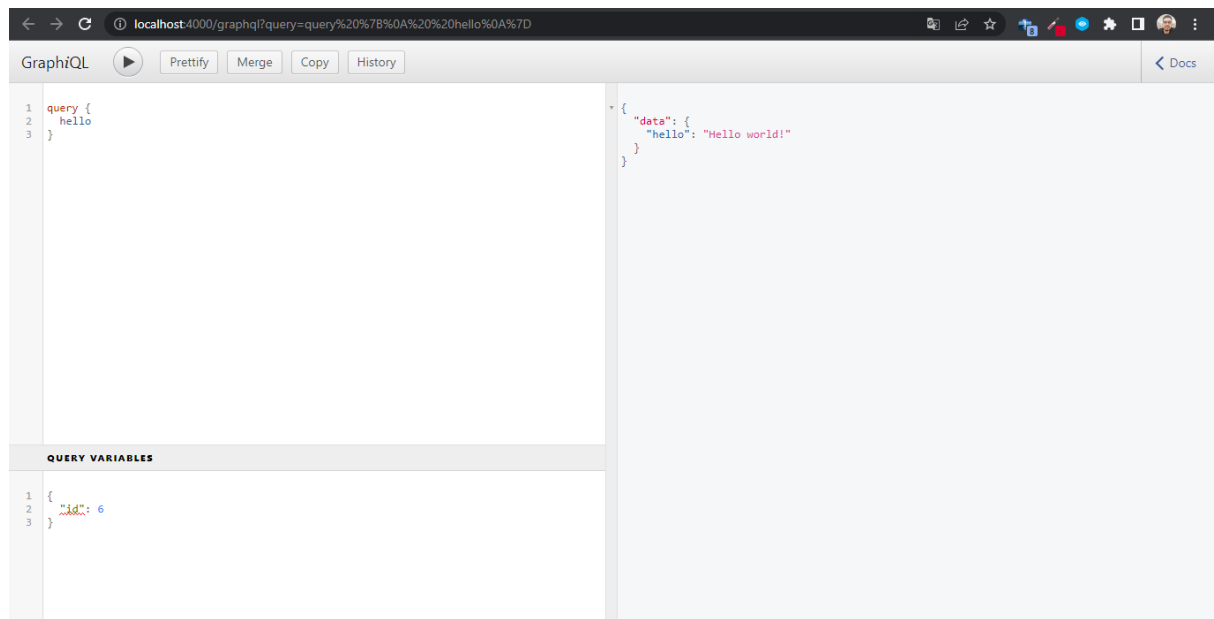 localhost:4000/graphql?query=query%20%7B%0A%20%20hello%0A%7D
8
GraphiQL Prettify Merge Copy History Docs
1 query {
2 hello
3 }
{
"data": {
"hello": "Hello world!"
}
}
QUERY VARIABLES
1 {
2 "id": 6
3 }